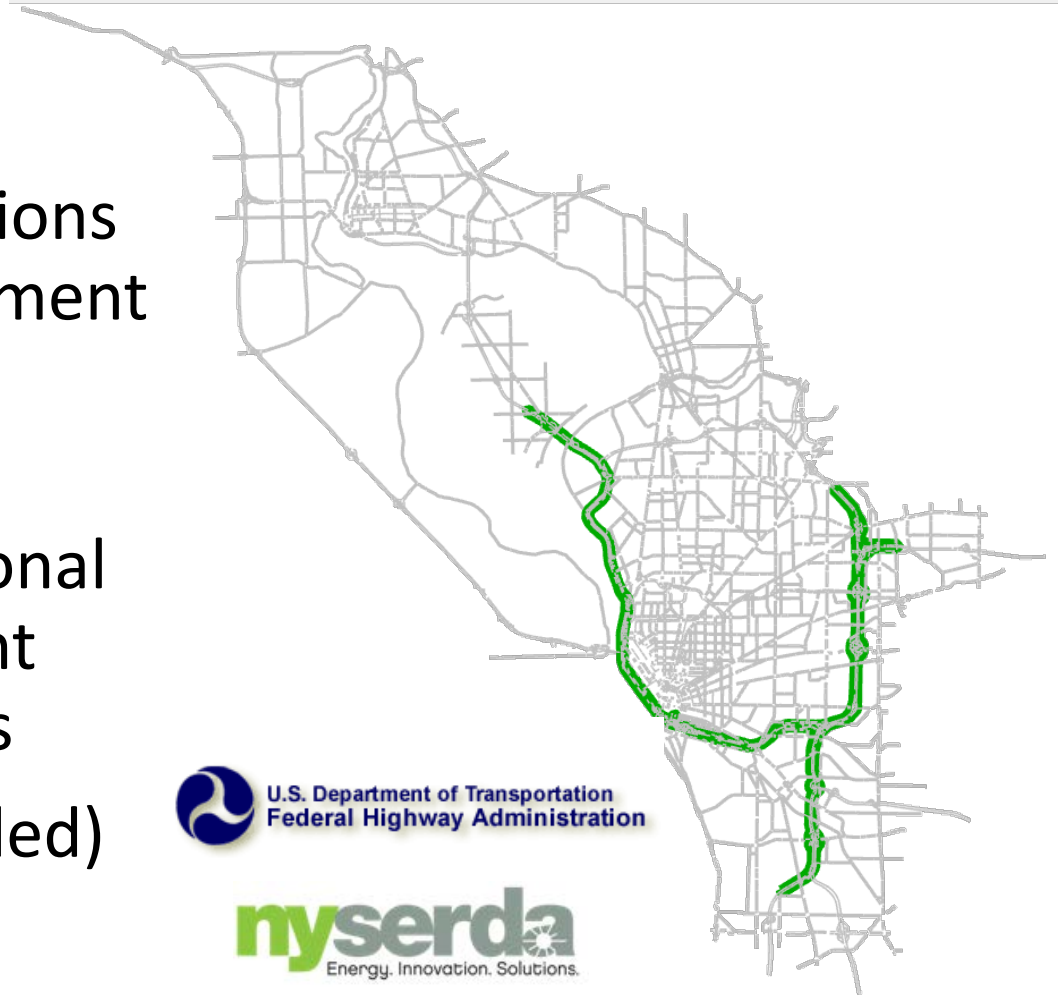 ions
ment
onal
nt
s
led)
U.S. Department of Transportation
Federal Highway Administration
nyserda
Energy. Innovation. Solutions.